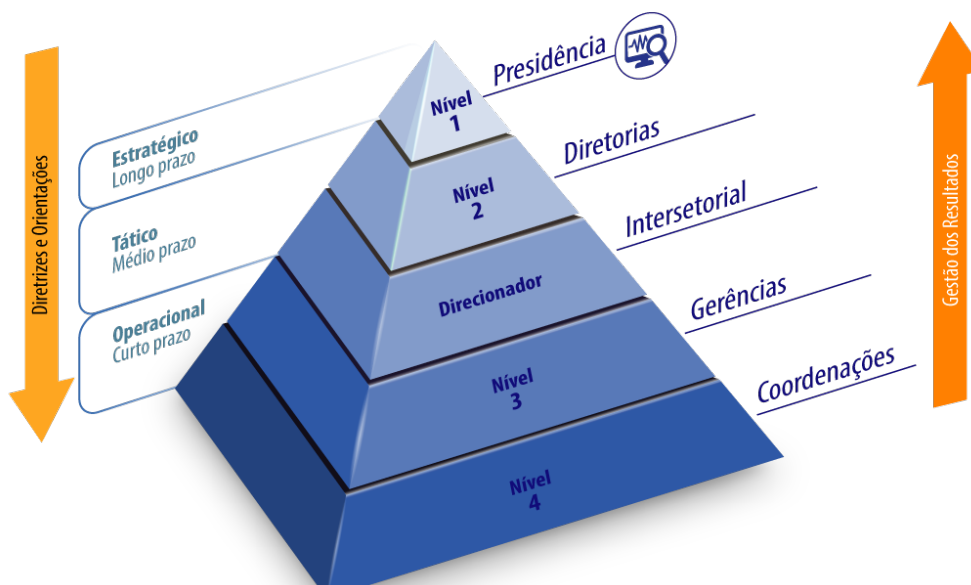 Diretrizes e Orientações
Estratégico
Longo prazo
Tático
Médio prazo
Operacional
Curto prazo
Nível
1
Nível
2
Direcionador
Nível
3
Nível
4
Presidência
Diretorias
Intersetorial
Gerências
Coordenações
Gestão dos Resultados